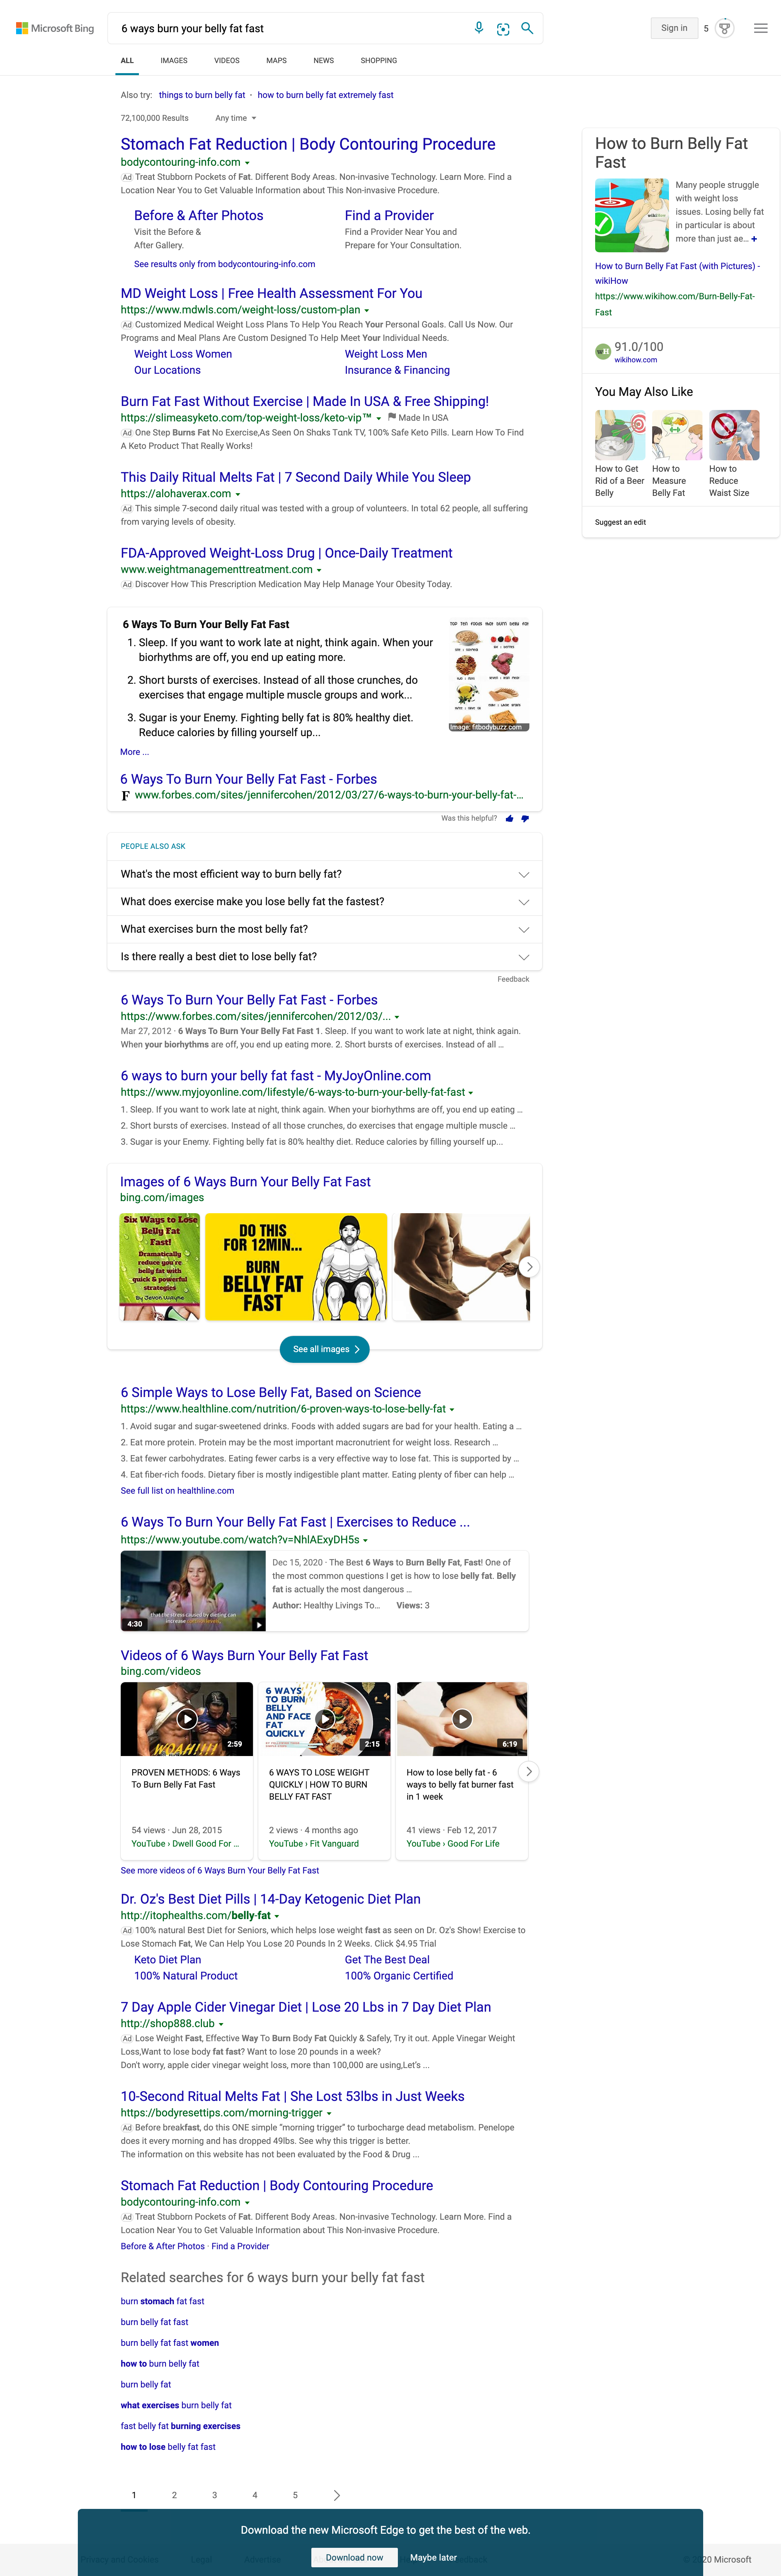 Microsoft Bing
6 ways burn your belly fat fast
Sign in
5
ALL
IMAGES
VIDEOS
MAPS
NEWS
SHOPPING
Also try: things to burn belly fat · how to burn belly fat extremely fast
72,100,000 Results
Any time
Stomach Fat Reduction | Body Contouring Procedure
bodycontouring-info.com
Ad Treat Stubborn Pockets of Fat. Different Body Areas. Non-invasive Technology. Learn More. Find a
Location Near You to Get Valuable Information about This Non-invasive Procedure.
Before & After Photos
Visit the Before &
After Gallery.
Find a Provider
Find a Provider Near You and
Prepare for Your Consultation.
See results only from bodycontouring-info.com
MD Weight Loss | Free Health Assessment For You
https://www.mdwls.com/weight-loss/custom-plan
Ad Customized Medical Weight Loss Plans To Help You Reach Your Personal Goals. Call Us Now. Our
Programs and Meal Plans Are Custom Designed To Help Meet Your Individual Needs.
Weight Loss Women
Weight Loss Men
Our Locations
Insurance & Financing
Burn Fat Fast Without Exercise | Made In USA & Free Shipping!
https://slimeasyketo.com/top-weight-loss/keto-vip™
Made In USA
Ad One Step Burns Fat No Exercise,As Seen On Shaks Tank TV, 100% Safe Keto Pills. Learn How To Find
A Keto Product That Really Works!
This Daily Ritual Melts Fat | 7 Second Daily While You Sleep
https://alohaverax.com
Ad This simple 7-second daily ritual was tested with a group of volunteers. In total 62 people, all suffering
from varying levels of obesity.
FDA-Approved Weight-Loss Drug | Once-Daily Treatment
www.weightmanagementtreatment.com
Ad Discover How This Prescription Medication May Help Manage Your Obesity Today.
6 Ways To Burn Your Belly Fat Fast
1. Sleep. If you want to work late at night, think again. When your
biorhythms are off, you end up eating more.
2. Short bursts of exercises. Instead of all those crunches, do
exercises that engage multiple muscle groups and work...
3. Sugar is your Enemy. Fighting belly fat is 80% healthy diet.
Reduce calories by filling yourself up...
TOP TEN FOODS THAT BURN BELLY FAT
Image: fitbodybuzz.com
More ...
6 Ways To Burn Your Belly Fat Fast - Forbes
F www.forbes.com/sites/jennifercohen/2012/03/27/6-ways-to-burn-your-belly-fat-...
Was this helpful?
PEOPLE ALSO ASK
What's the most efficient way to burn belly fat?
What does exercise make you lose belly fat the fastest?
What exercises burn the most belly fat?
Is there really a best diet to lose belly fat?
Feedback
6 Ways To Burn Your Belly Fat Fast - Forbes
https://www.forbes.com/sites/jennifercohen/2012/03/...
Mar 27, 2012 · 6 Ways To Burn Your Belly Fat Fast 1. Sleep. If you want to work late at night, think again.
When your biorhythms are off, you end up eating more. 2. Short bursts of exercises. Instead of all ...
6 ways to burn your belly fat fast - MyJoyOnline.com
https://www.myjoyonline.com/lifestyle/6-ways-to-burn-your-belly-fat-fast
1. Sleep. If you want to work late at night, think again. When your biorhythms are off, you end up eating ...
2. Short bursts of exercises. Instead of all those crunches, do exercises that engage multiple muscle ...
3. Sugar is your Enemy. Fighting belly fat is 80% healthy diet. Reduce calories by filling yourself up...
Images of 6 Ways Burn Your Belly Fat Fast
bing.com/images
Six Ways to Lose
Belly Fat
Fast!
Dramatically
reduce you're
belly fat with
quick & powerful
strategies
By Jevon Wayne
DO THIS
FOR 12MIN...
BURN
BELLY FAT
FAST
See all images
6 Simple Ways to Lose Belly Fat, Based on Science
https://www.healthline.com/nutrition/6-proven-ways-to-lose-belly-fat
1. Avoid sugar and sugar-sweetened drinks. Foods with added sugars are bad for your health. Eating a ...
2. Eat more protein. Protein may be the most important macronutrient for weight loss. Research ...
3. Eat fewer carbohydrates. Eating fewer carbs is a very effective way to lose fat. This is supported by ...
4. Eat fiber-rich foods. Dietary fiber is mostly indigestible plant matter. Eating plenty of fiber can help ...
See full list on healthline.com
6 Ways To Burn Your Belly Fat Fast | Exercises to Reduce ...
https://www.youtube.com/watch?v=NhlAExyDH5s
that the stress caused by dieting can
increase
4:30
Dec 15, 2020 · The Best 6 Ways to Burn Belly Fat, Fast! One of
the most common questions I get is how to lose belly fat. Belly
fat is actually the most dangerous ...
Author: Healthy Livings To...
Views: 3
Videos of 6 Ways Burn Your Belly Fat Fast
bing.com/videos
WOAH!M!
2:59
6 WAYS
TO BURN
BELLY
AND FACE
FAT
QUICKLY
2:15
6:19
PROVEN METHODS: 6 Ways
To Burn Belly Fat Fast
54 views · Jun 28, 2015
YouTube › Dwell Good For ...
6 WAYS TO LOSE WEIGHT
QUICKLY | HOW TO BURN
BELLY FAT FAST
2 views · 4 months ago
YouTube › Fit Vanguard
How to lose belly fat - 6
ways to belly fat burner fast
in 1 week
41 views · Feb 12, 2017
YouTube › Good For Life
See more videos of 6 Ways Burn Your Belly Fat Fast
Dr. Oz's Best Diet Pills | 14-Day Ketogenic Diet Plan
http://itophealths.com/belly-fat
Ad 100% natural Best Diet for Seniors, which helps lose weight fast as seen on Dr. Oz's Show! Exercise to
Lose Stomach Fat, We Can Help You Lose 20 Pounds In 2 Weeks. Click $4.95 Trial
Keto Diet Plan
Get The Best Deal
100% Natural Product
100% Organic Certified
7 Day Apple Cider Vinegar Diet | Lose 20 Lbs in 7 Day Diet Plan
http://shop888.club
Ad Lose Weight Fast, Effective Way To Burn Body Fat Quickly & Safely, Try it out. Apple Vinegar Weight
Loss,Want to lose body fat fast? Want to lose 20 pounds in a week?
Don't worry, apple cider vinegar weight loss, more than 100,000 are using,Let's ...
10-Second Ritual Melts Fat | She Lost 53lbs in Just Weeks
https://bodyresettips.com/morning-trigger
Ad Before breakfast, do this ONE simple "morning trigger" to turbocharge dead metabolism. Penelope
does it every morning and has dropped 49lbs. See why this trigger is better.
The information on this website has not been evaluated by the Food & Drug ...
Stomach Fat Reduction | Body Contouring Procedure
bodycontouring-info.com
Ad Treat Stubborn Pockets of Fat. Different Body Areas. Non-invasive Technology. Learn More. Find a
Location Near You to Get Valuable Information about This Non-invasive Procedure.
Before & After Photos · Find a Provider
Related searches for 6 ways burn your belly fat fast
burn stomach fat fast
burn belly fat fast
burn belly fat fast women
how to burn belly fat
burn belly fat
what exercises burn belly fat
fast belly fat burning exercises
how to lose belly fat fast
1 2 3 4 5
Download the new Microsoft Edge to get the best of the web.
Download now
Maybe later
20 Microsoft
How to Burn Belly Fat
Fast
wikiHow
Many people struggle
with weight loss
issues. Losing belly fat
in particular is about
more than just ae... +
How to Burn Belly Fat Fast (with Pictures) -
wikiHow
https://www.wikihow.com/Burn-Belly-Fat-
Fast
wH 91.0/100
wikihow.com
You May Also Like
How to Get
Rid of a Beer
Belly
How to
Measure
Belly Fat
How to
Reduce
Waist Size
Suggest an edit